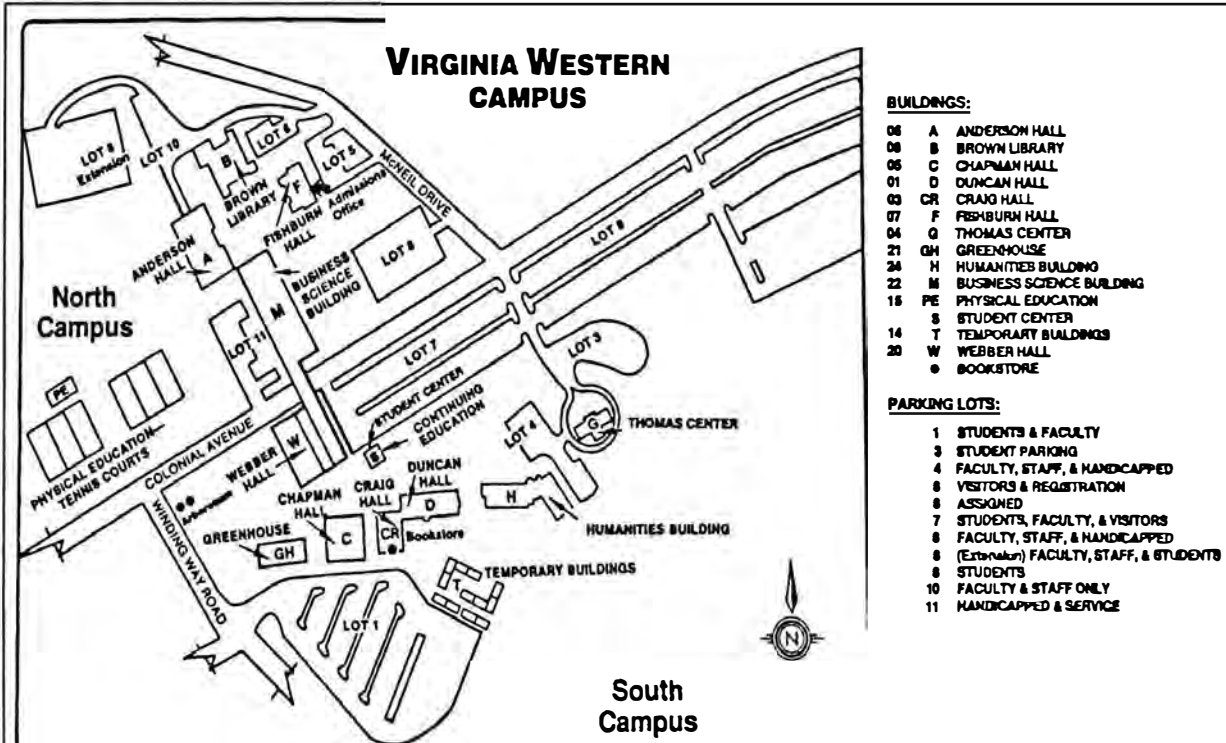 VIRGINIA WESTERN
CAMPUS
LOT 8
Extension
LOT 10
B
BROWN
LIBRARY
LOT 6
LOT 5
F
FISHBURN
HALL
Admissions
Office
McNEIL DRIVE
ANDERSON
HALL
A
BUSINESS
SCIENCE
BUILDING
LOT 8
LOT 9
North
Campus
M
LOT 11
LOT 7
LOT 3
PE
PHYSICAL EDUCATION
TENNIS COURTS
COLONIAL AVENUE
STUDENT CENTER
CONTINUING
EDUCATION
S
LOT 4
G
THOMAS CENTER
WEBBER
HALL
W
Arboretum
WINDING WAY ROAD
CHAPMAN
HALL
CRAIG
HALL
DUNCAN
HALL
D
H
HUMANITIES BUILDING
GREENHOUSE
GH
C
CR
Bookstore
TEMPORARY BUILDINGS
T
LOT 1
N
South
Campus
BUILDINGS:
06 A ANDERSON HALL
08 B BROWN LIBRARY
05 C CHAPMAN HALL
01 D DUNCAN HALL
03 CR CRAIG HALL
07 F FISHBURN HALL
04 G THOMAS CENTER
21 GH GREENHOUSE
24 H HUMANITIES BUILDING
22 M BUSINESS SCIENCE BUILDING
15 PE PHYSICAL EDUCATION
S STUDENT CENTER
14 T TEMPORARY BUILDINGS
20 W WEBBER HALL
● BOOKSTORE
PARKING LOTS:
1 STUDENTS & FACULTY
3 STUDENT PARKING
4 FACULTY, STAFF, & HANDICAPPED
VISITORS & REGISTRATION
ASSIGNED
7 STUDENTS, FACULTY, & VISITORS
8 FACULTY, STAFF, & HANDICAPPED
8 (Extension) FACULTY, STAFF, & STUDENTS
STUDENTS
10 FACULTY & STAFF ONLY
11 HANDICAPPED & SERVICE